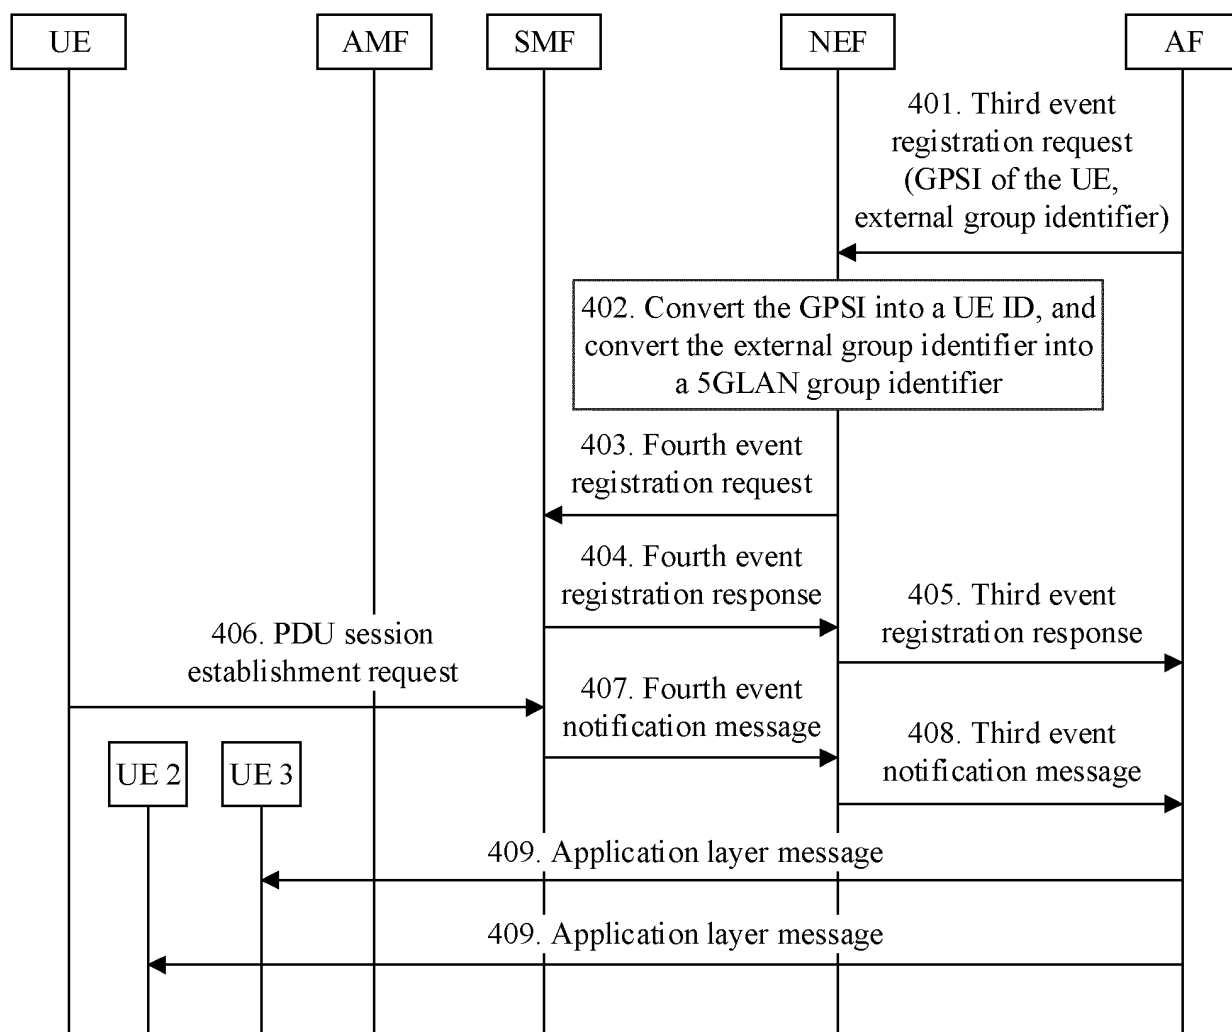 UE
AMF
SMF
NEF
AF
401. Third event
registration request
(GPSI of the UE,
external group identifier)
402. Convert the GPSI into a UE ID, and
convert the external group identifier into
a 5GLAN group identifier
403. Fourth event
registration request
404. Fourth event
registration response
405. Third event
registration response
406. PDU session
establishment request
407. Fourth event
notification message
408. Third event
notification message
UE 2
UE 3
409. Application layer message
409. Application layer message